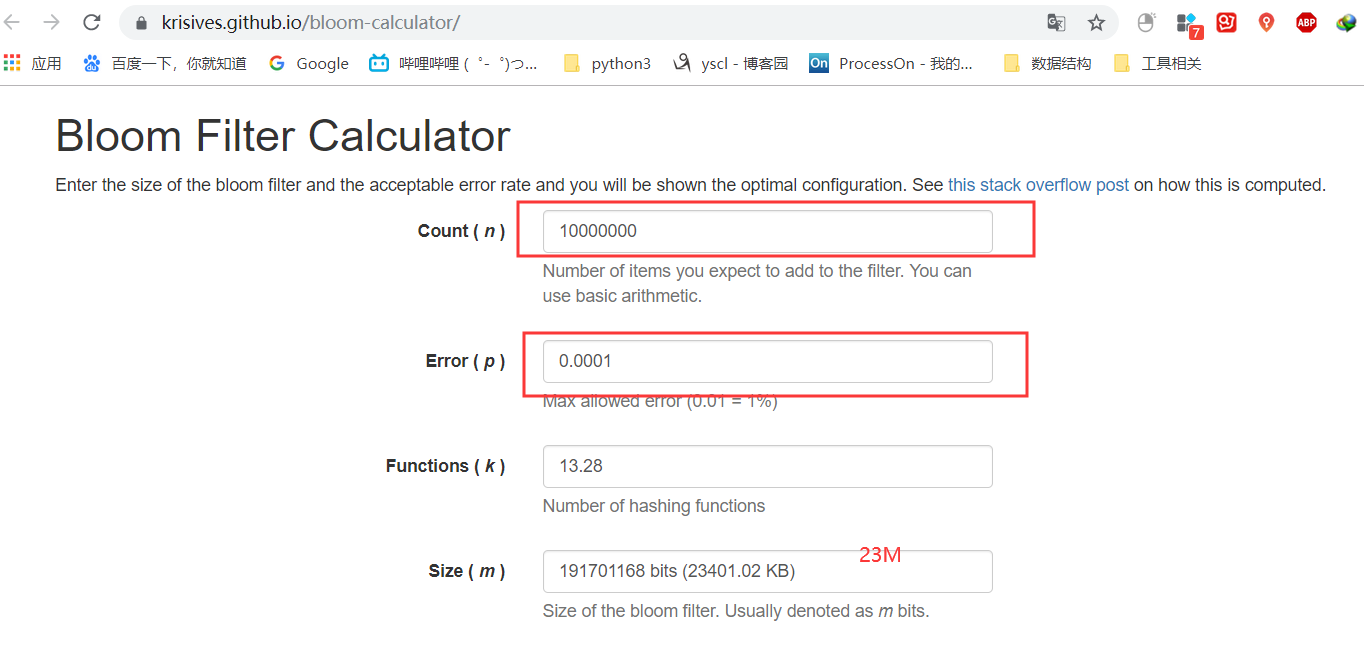 krisives.github.io/bloom-calculator/
7
ABP
应用
百度一下，你就知道
Google
哔哩哔哩 ( ゜- ゜)つ...
python3
yscl - 博客园
On
ProcessOn - 我的...
数据结构
工具相关
Bloom Filter Calculator
Enter the size of the bloom filter and the acceptable error rate and you will be shown the optimal configuration. See this stack overflow post on how this is computed.
Count ( n )
10000000
Number of items you expect to add to the filter. You can
use basic arithmetic.
Error ( p )
0.0001
Max allowed error (0.01 = 1%)
Functions ( k )
13.28
Number of hashing functions
23M
Size ( m )
191701168 bits (23401.02 KB)
Size of the bloom filter. Usually denoted as m bits.